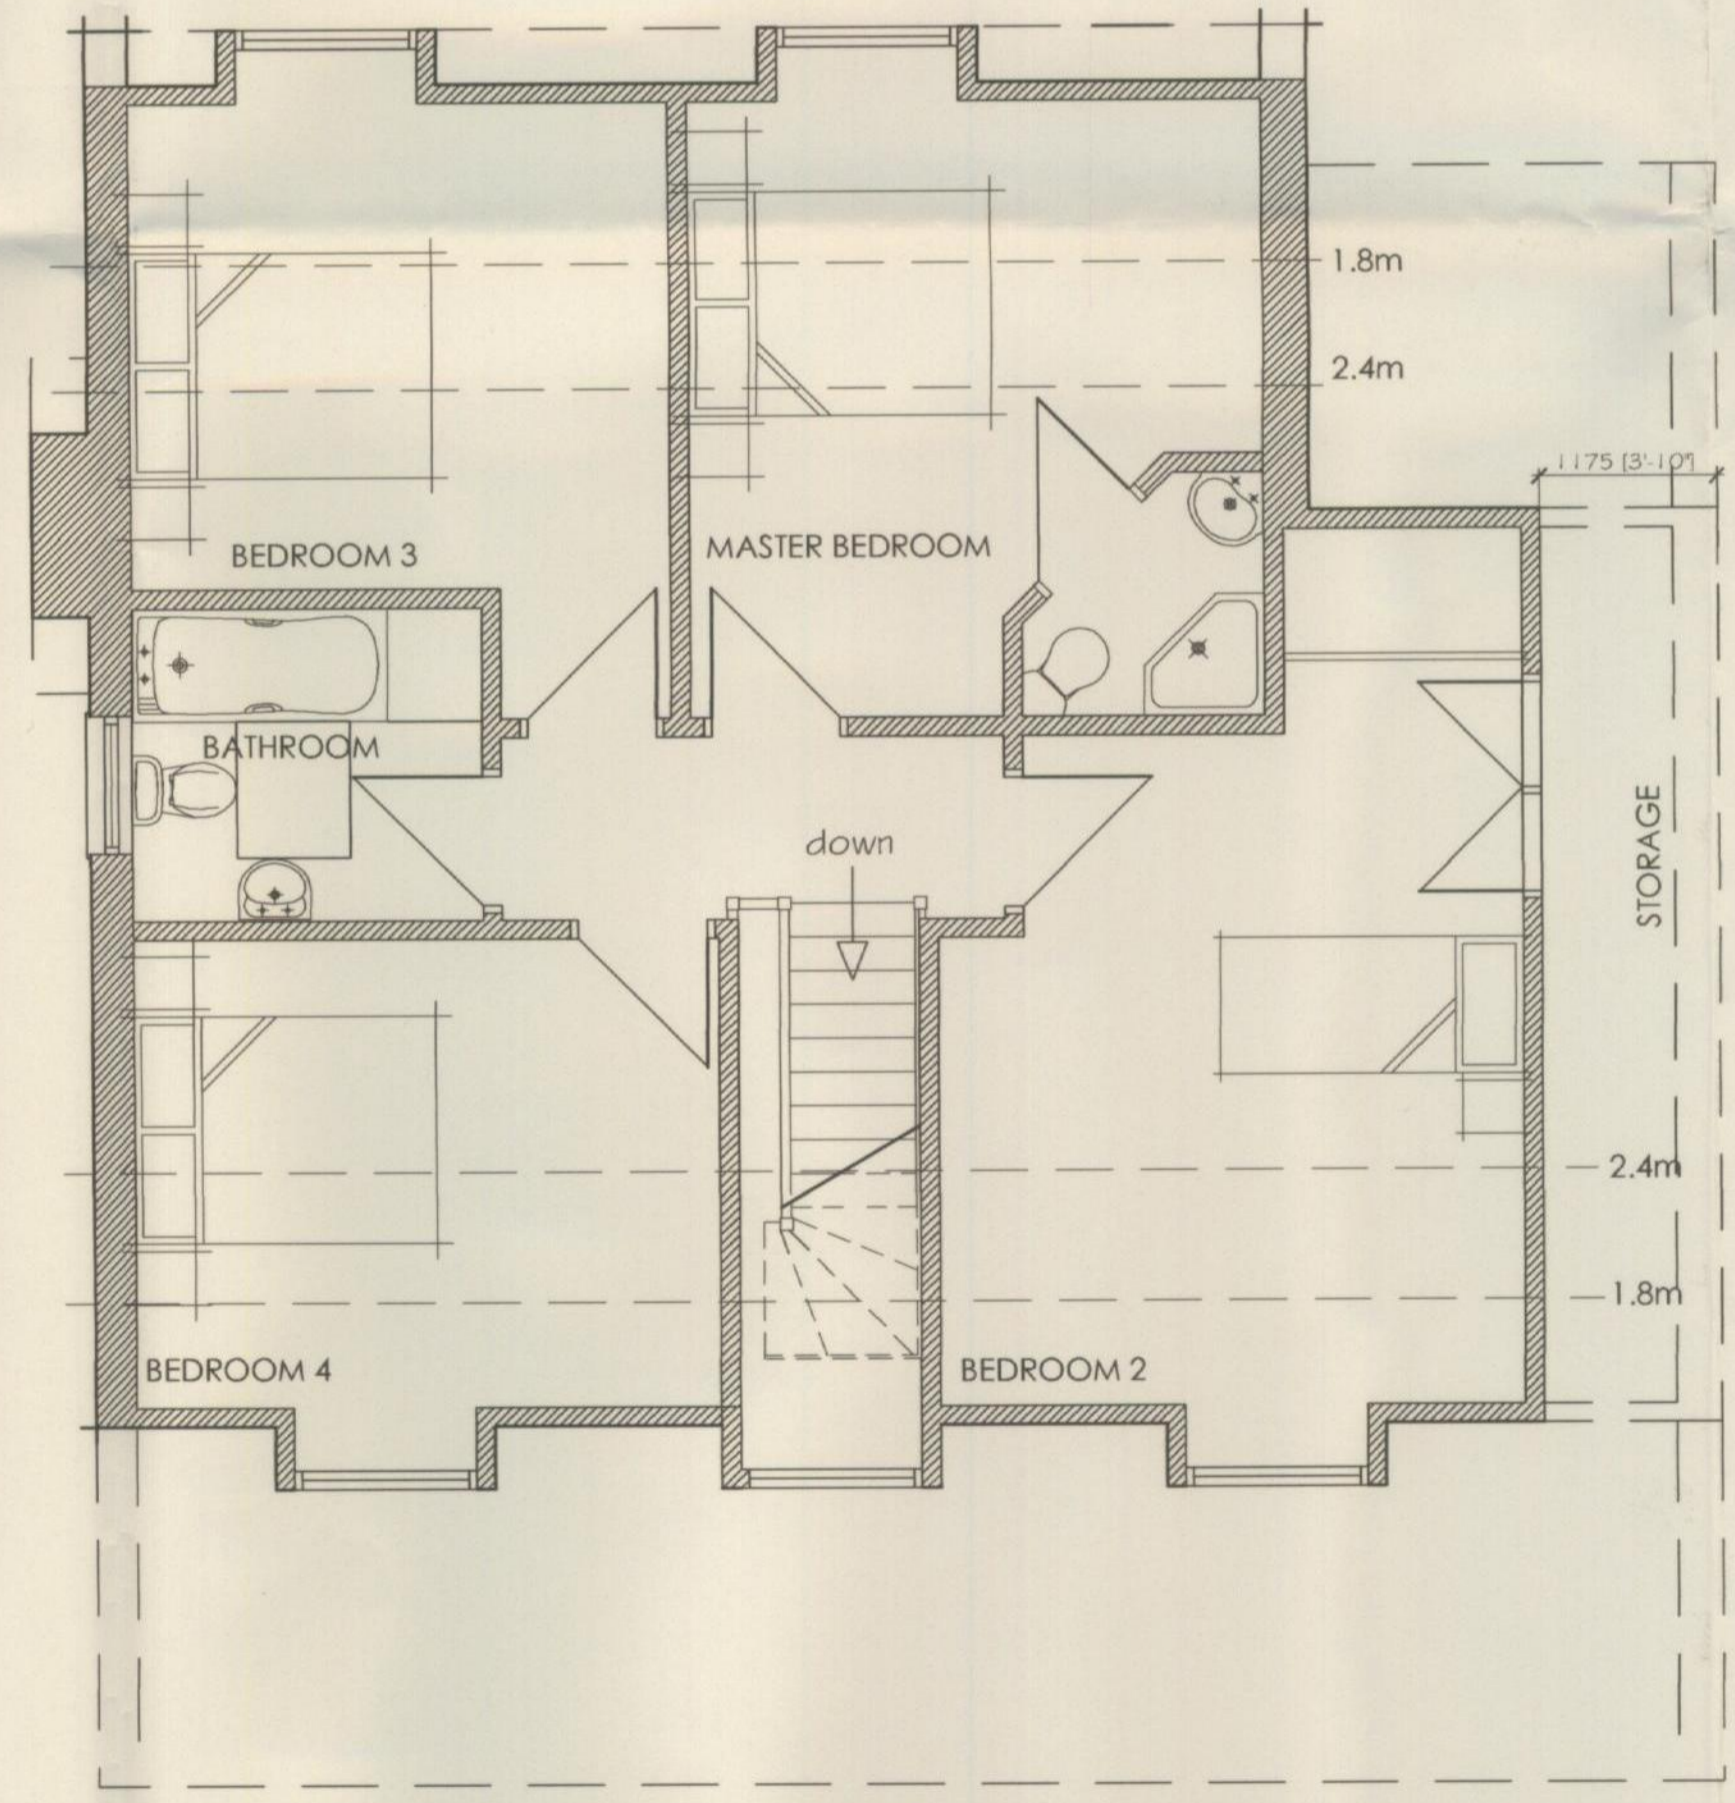 1.8m
2.4m
1175 (3'-10")
BEDROOM 3
MASTER BEDROOM
BATHROOM
down
STORAGE
2.4m
1.8m
BEDROOM 4
BEDROOM 2